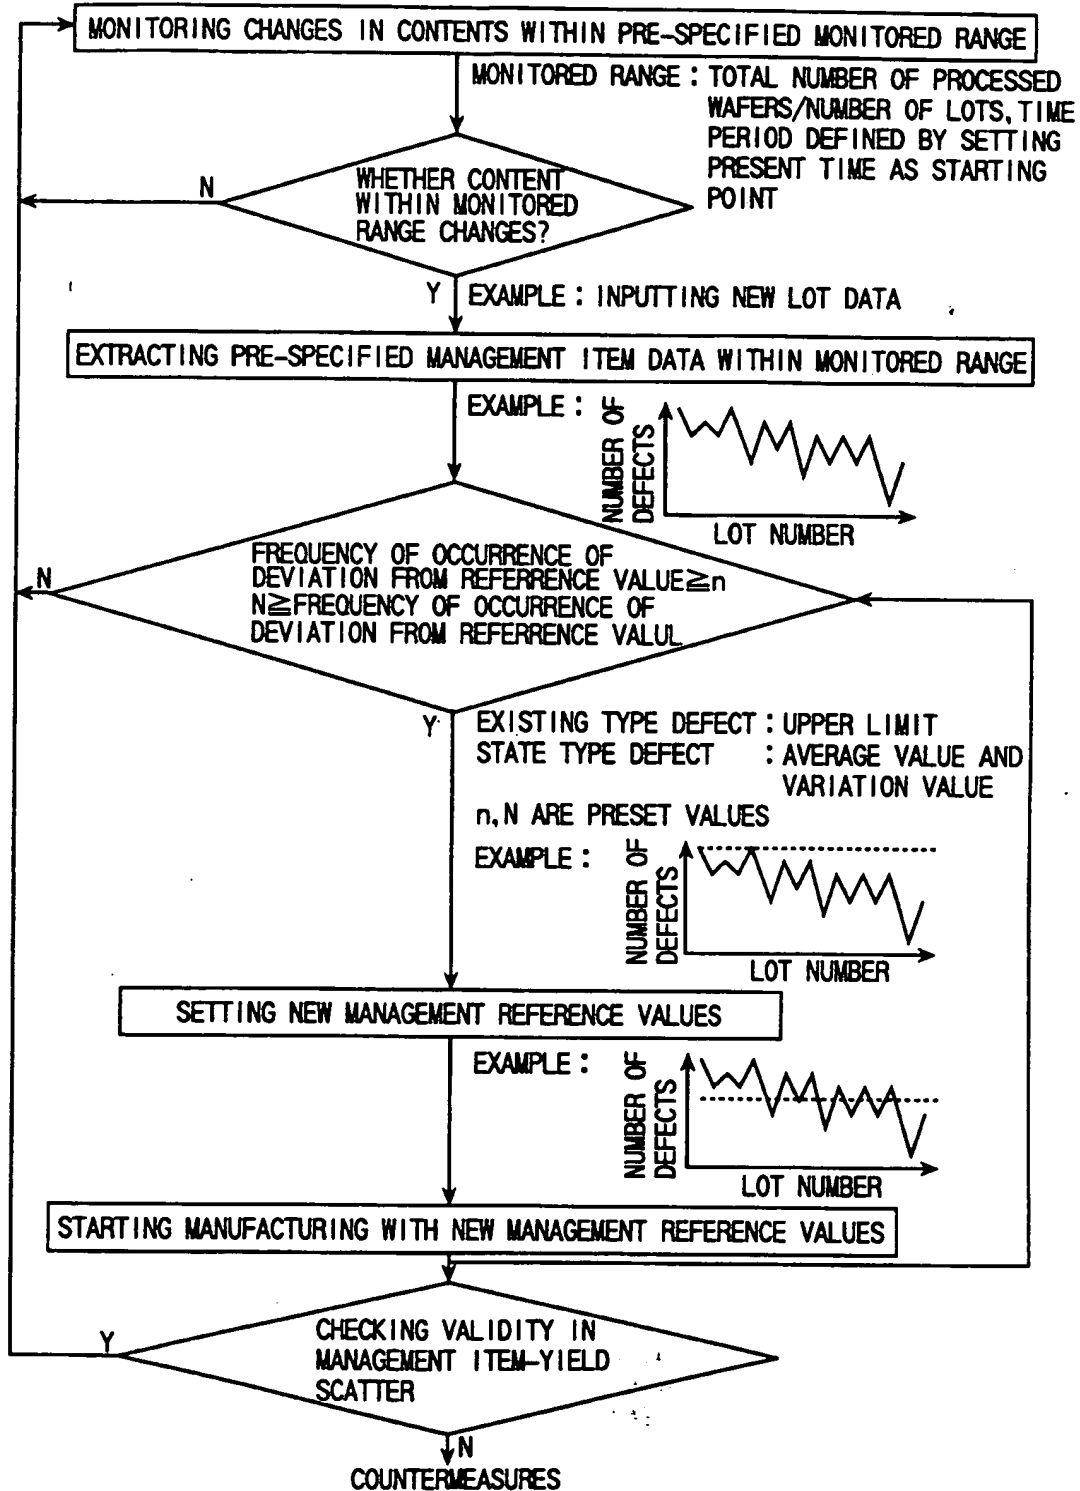 MONITORING CHANGES IN CONTENTS WITHIN PRE-SPECIFIED MONITORED RANGE
MONITORED RANGE : TOTAL NUMBER OF PROCESSED
WAFERS/NUMBER OF LOTS, TIME
PERIOD DEFINED BY SETTING
PRESENT TIME AS STARTING
POINT
N
WHETHER CONTENT
WITHIN MONITORED
RANGE CHANGES?
Y
EXAMPLE : INPUTTING NEW LOT DATA
EXTRACTING PRE-SPECIFIED MANAGEMENT ITEM DATA WITHIN MONITORED RANGE
EXAMPLE :
NUMBER OF
DEFECTS
LOT NUMBER
N
FREQUENCY OF OCCURRENCE OF
DEVIATION FROM REFERRENCE VALUE≧n
N≧FREQUENCY OF OCCURRENCE OF
DEVIATION FROM REFERRENCE VALUL
Y
EXISTING TYPE DEFECT : UPPER LIMIT
STATE TYPE DEFECT : AVERAGE VALUE AND
VARIATION VALUE
n, N ARE PRESET VALUES
EXAMPLE :
NUMBER OF
DEFECTS
LOT NUMBER
SETTING NEW MANAGEMENT REFERENCE VALUES
EXAMPLE :
NUMBER OF
DEFECTS
LOT NUMBER
STARTING MANUFACTURING WITH NEW MANAGEMENT REFERENCE VALUES
Y
CHECKING VALIDITY IN
MANAGEMENT ITEM-YIELD
SCATTER
N
COUNTERMEASURES